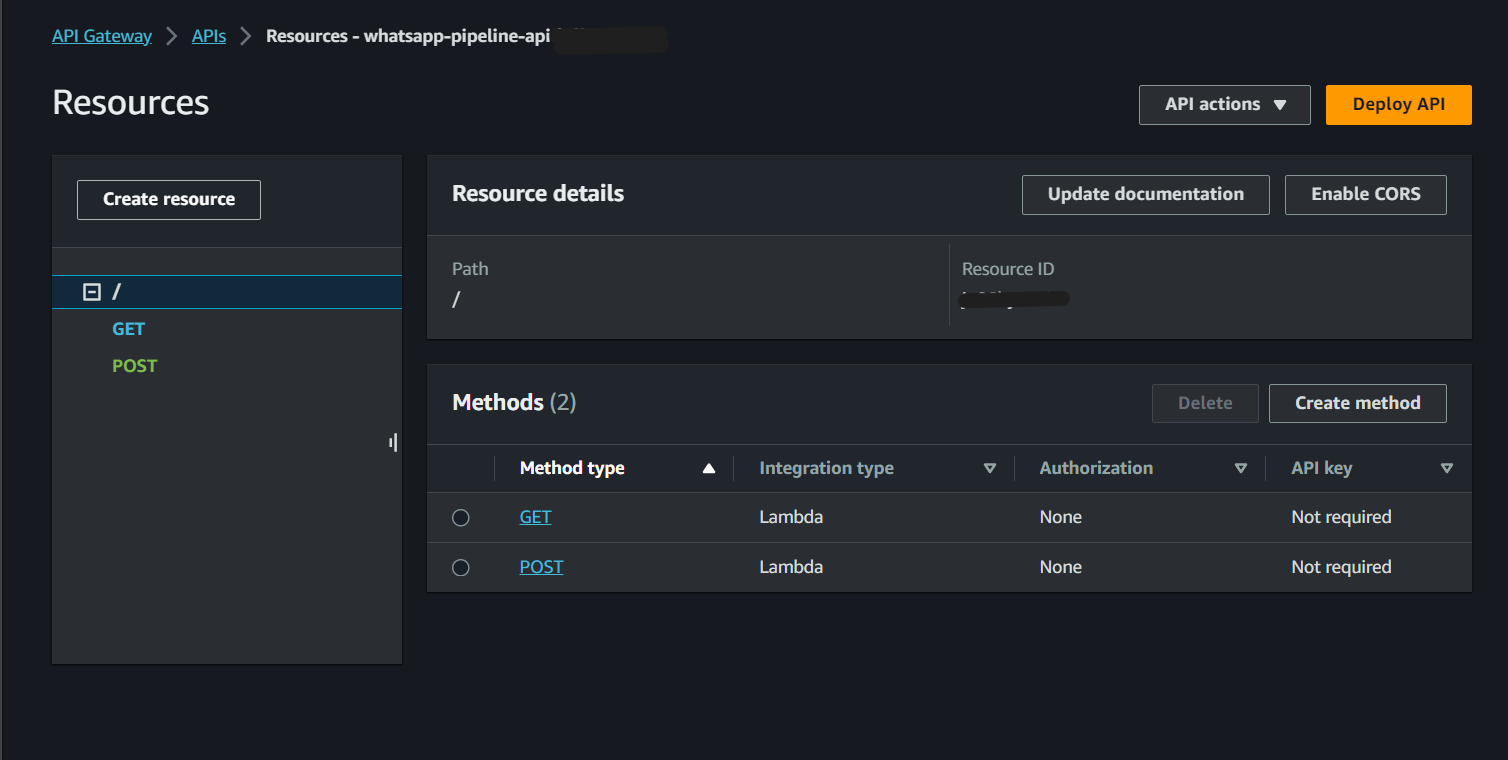 API Gateway > APIs > Resources - whatsapp-pipeline-api
Resources
API actions ▼
Deploy API
Create resource
/
GET
POST
Resource details
Update documentation
Enable CORS
Path
/
Resource ID
Methods (2)
Delete
Create method
Method type Integration type Authorization API key
GET Lambda None Not required
POST Lambda None Not required